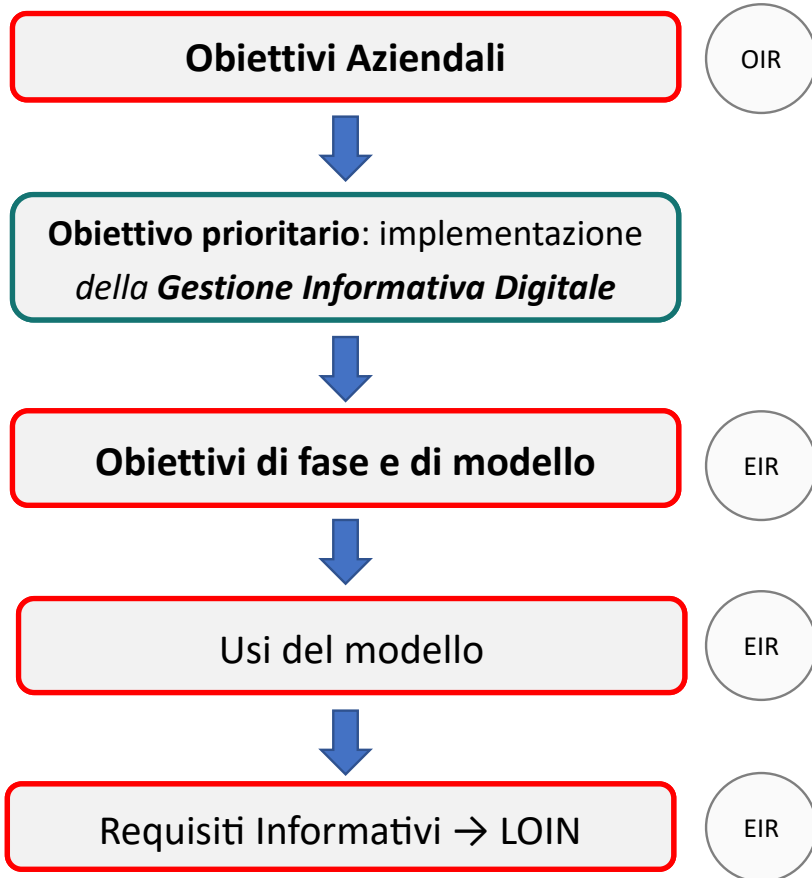 Obiettivi Aziendali
OIR
Obiettivo prioritario: implementazione
della Gestione Informativa Digitale
Obiettivi di fase e di modello
EIR
Usi del modello
EIR
Requisiti Informativi → LOIN
EIR